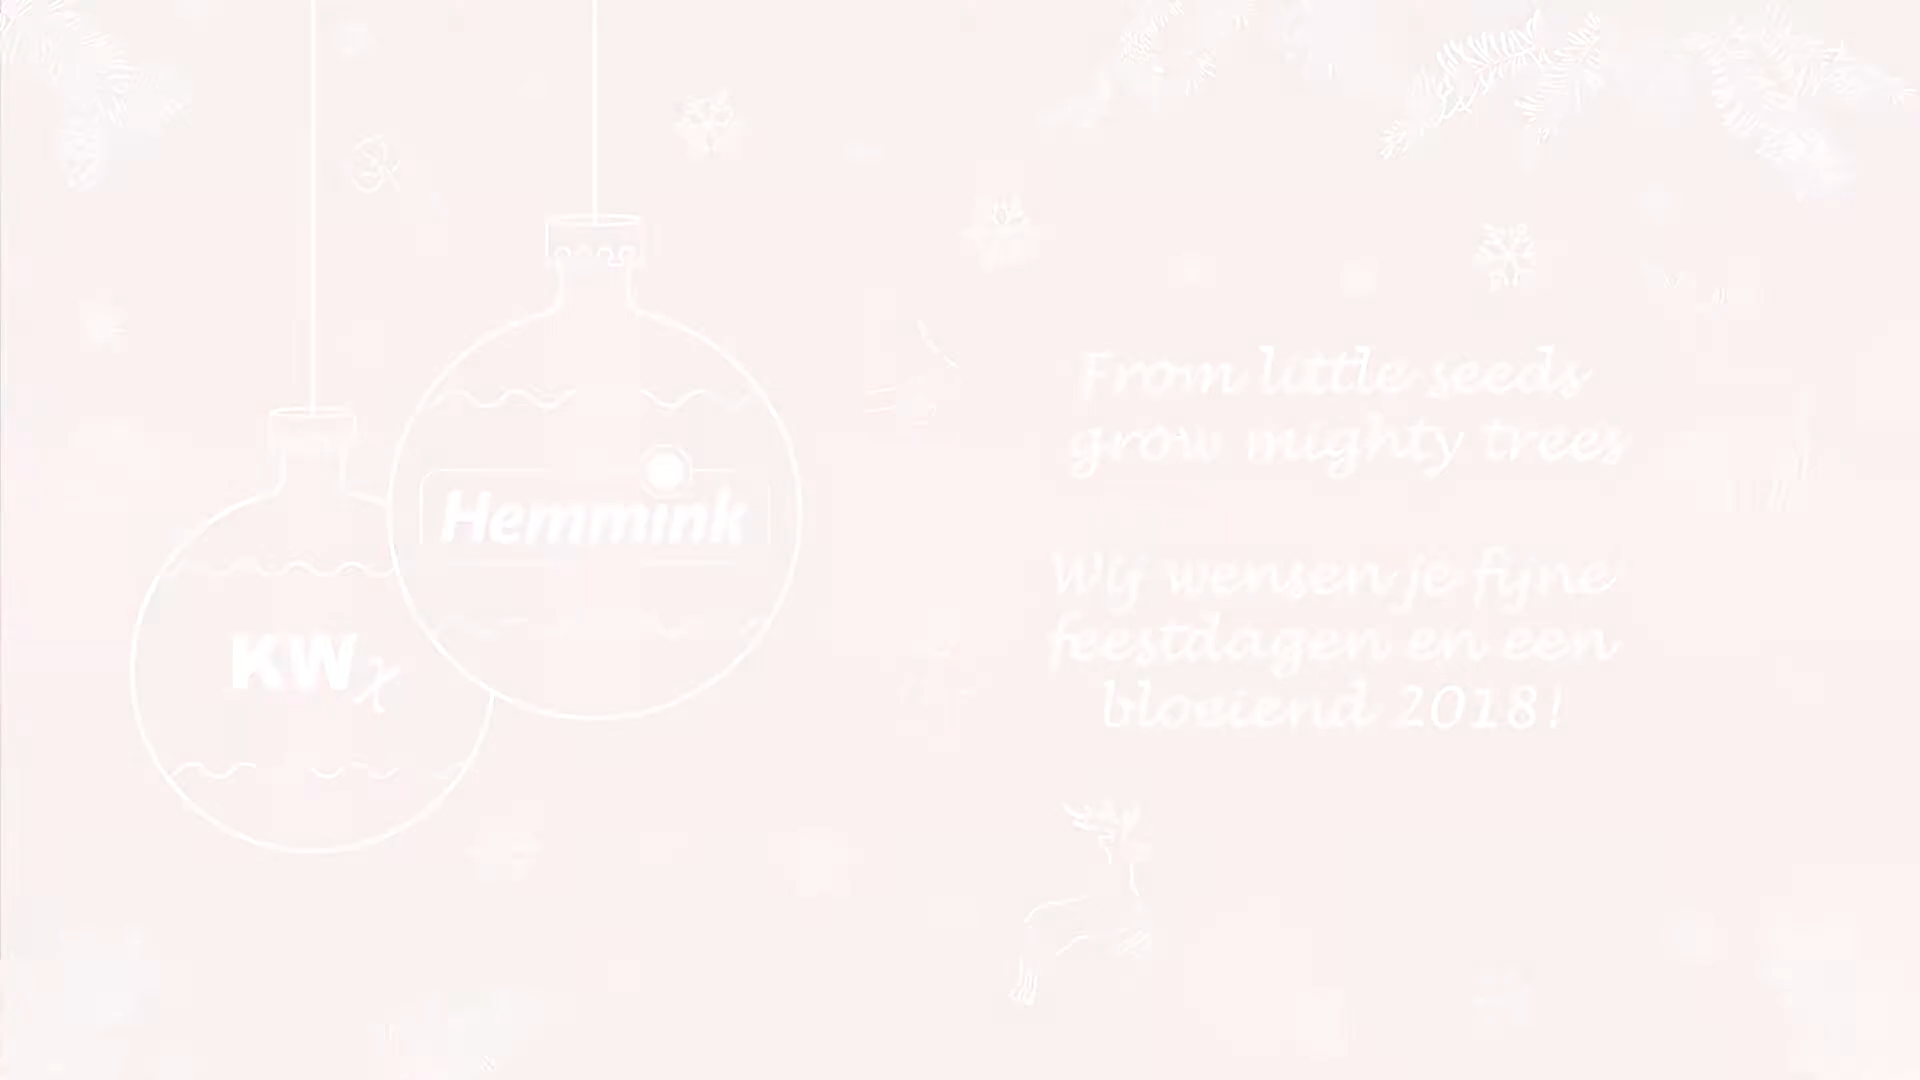 From little seeds
grow mighty trees
Hemmink
Wij wensen je fijne
feestdagen en een
bloeiend 2018!
KWx